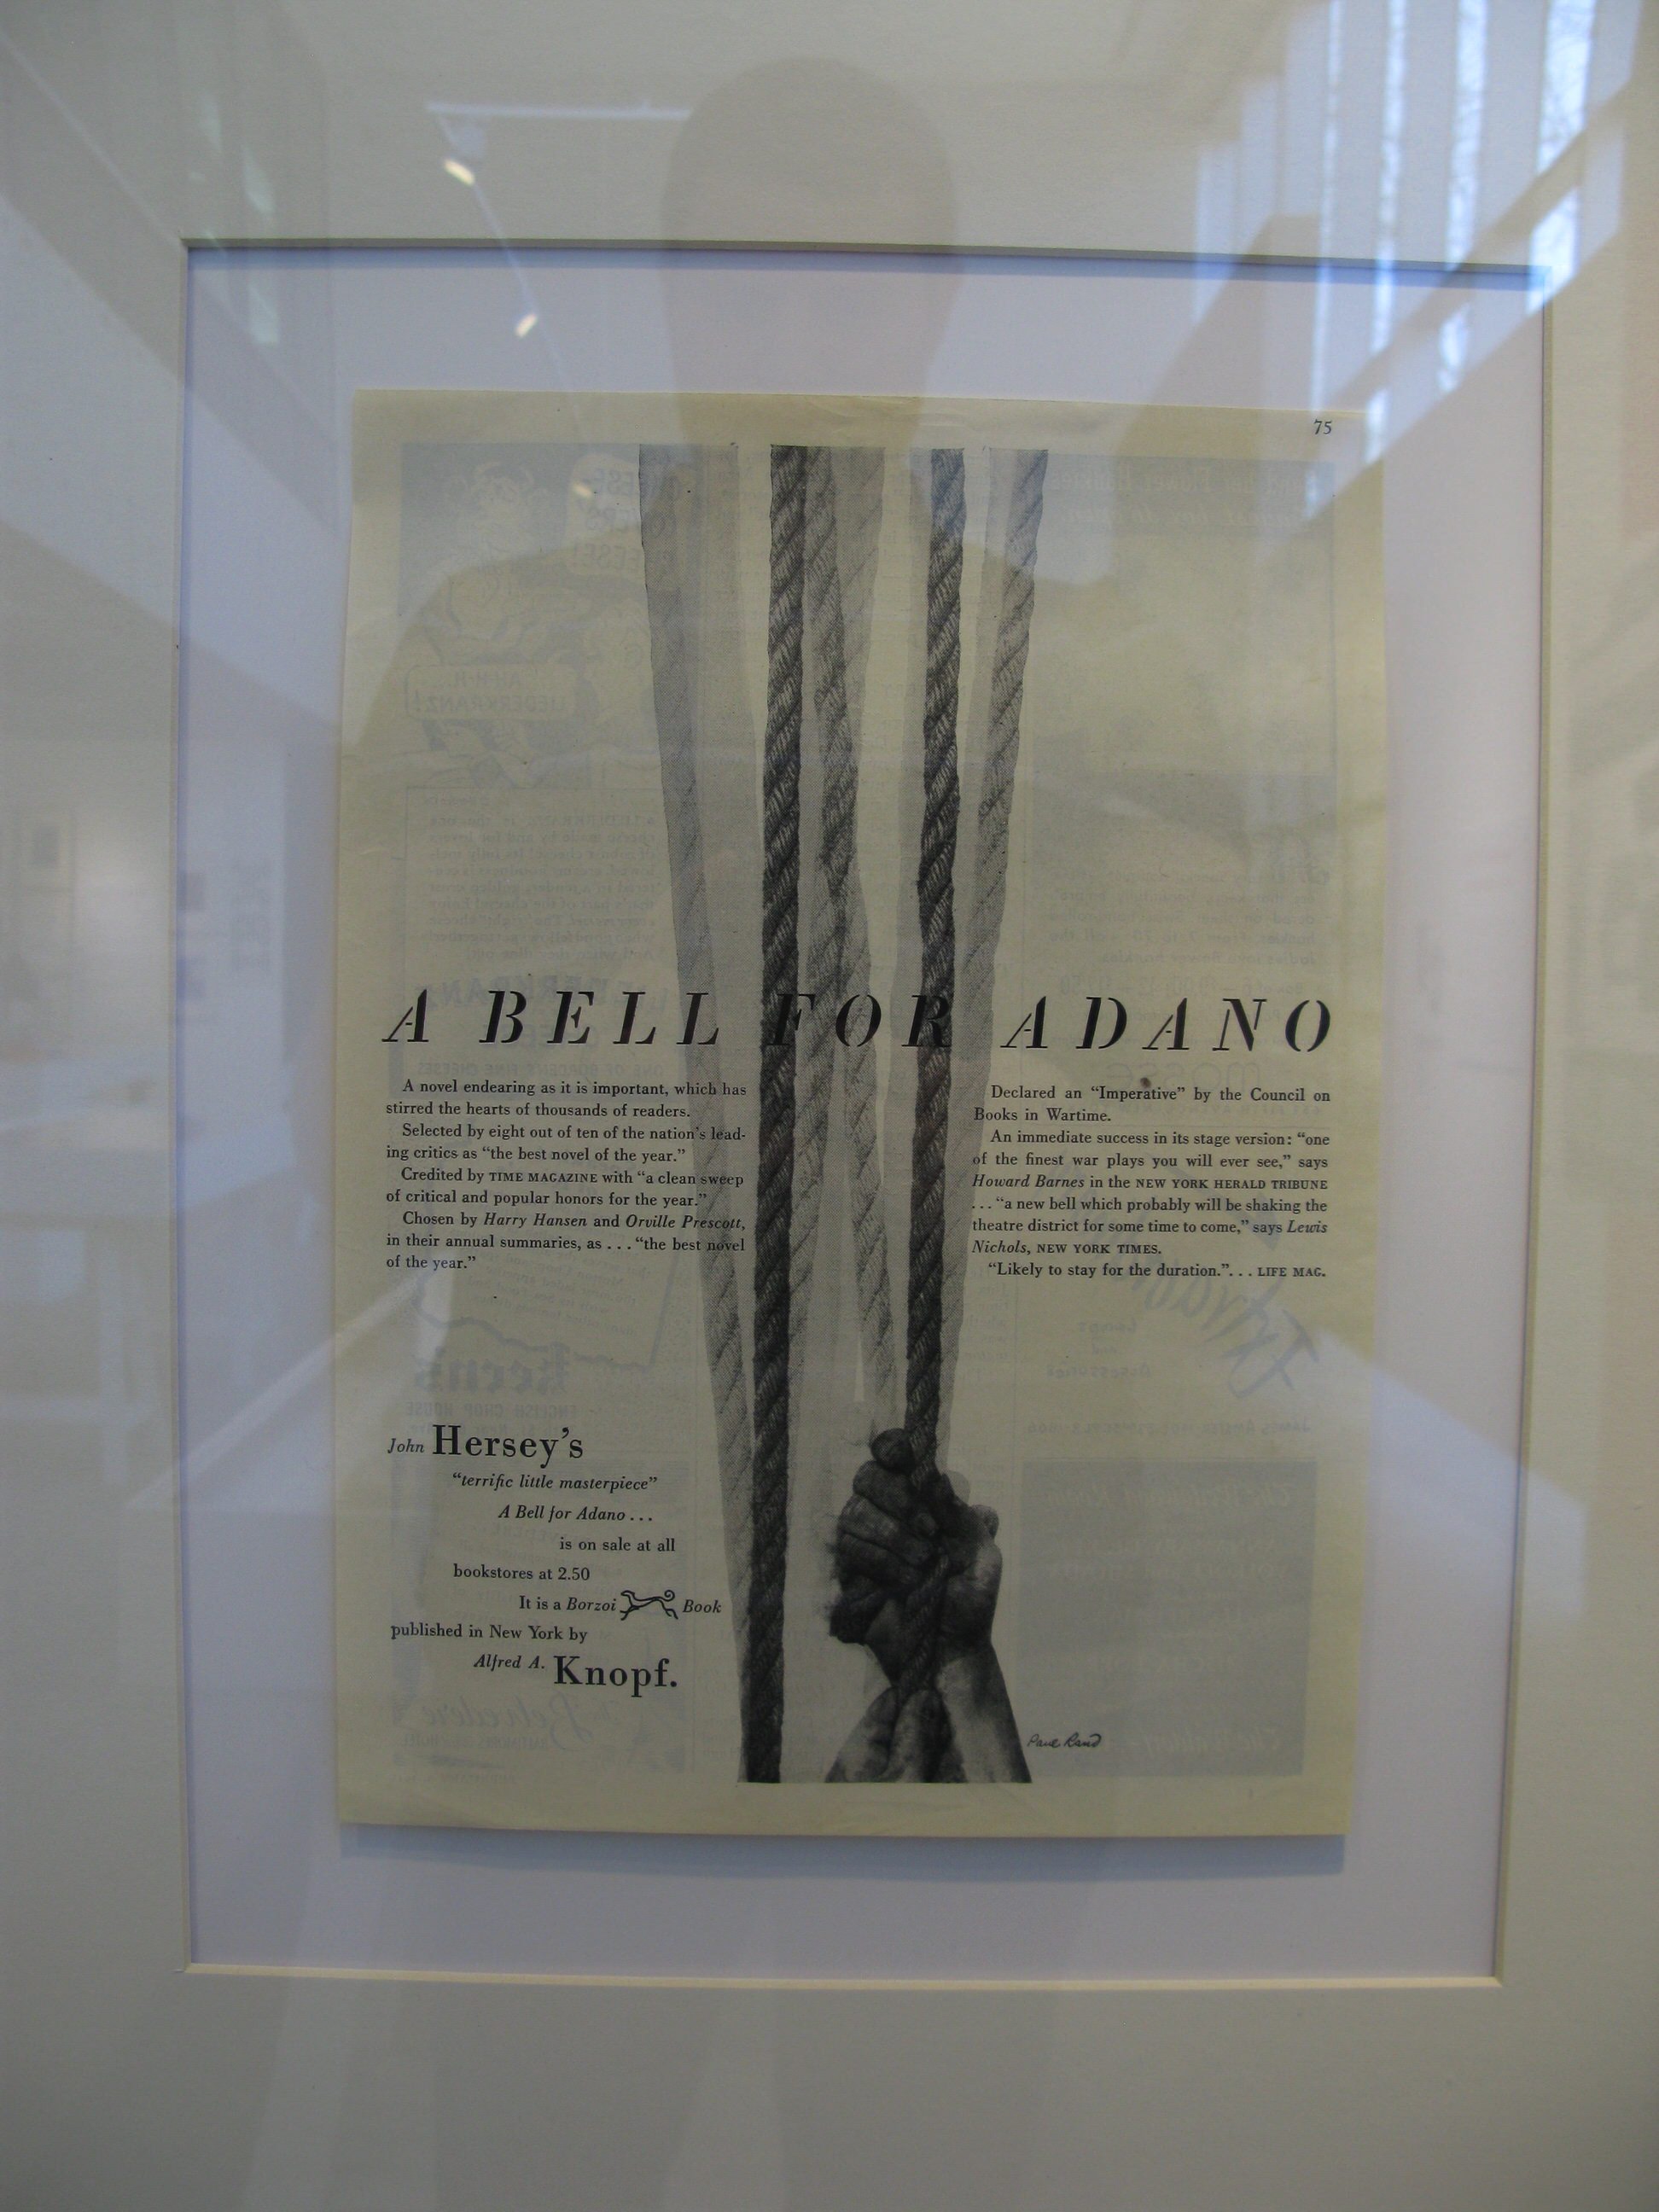 75
A BELL FOR ADANO
A novel endearing as it is important, which has
stirred the hearts of thousands of readers.
Selected by eight out of ten of the nation's lead-
ing critics as "the best novel of the year."
Credited by TIME MAGAZINE with "a clean sweep
of critical and popular honors for the year."
Chosen by Harry Hansen and Orville Prescott,
in their annual summaries, as . . . "the best novel
of the year."
Declared an "Imperative" by the Council on
Books in Wartime.
An immediate success in its stage version: "one
of the finest war plays you will ever see," says
Howard Barnes in the NEW YORK HERALD TRIBUNE
. . . "a new bell which probably will be shaking the
theatre district for some time to come," says Lewis
Nichols, NEW YORK TIMES.
"Likely to stay for the duration.". . . LIFE MAG.
John Hersey's
"terrific little masterpiece"
A Bell for Adano . . .
is on sale at all
bookstores at 2.50
It is a Borzoi Book
published in New York by
Alfred A. Knopf.
Paul Rand